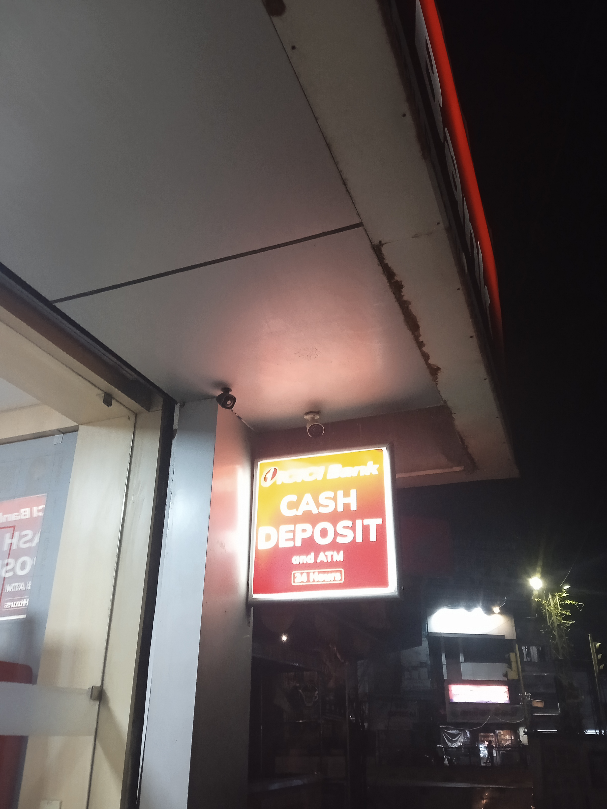 ICICI Bank
CASH
DEPOSIT
and ATM
24 Hours